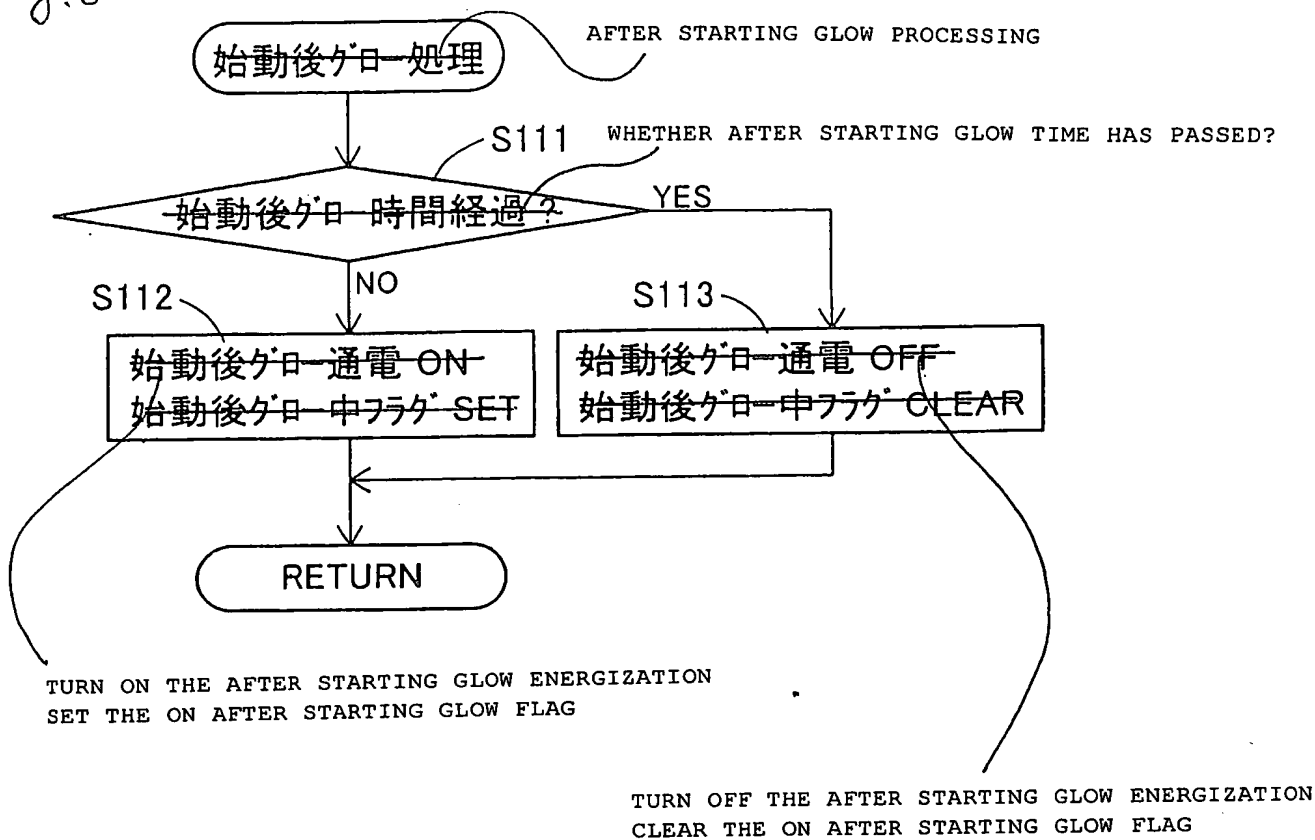 始動後グロー処理
AFTER STARTING GLOW PROCESSING
S111
WHETHER AFTER STARTING GLOW TIME HAS PASSED?
始動後グロー時間経過?
YES
NO
S112
S113
始動後グロー通電 ON
始動後グロー中フラグ SET
始動後グロー通電 OFF
始動後グロー中フラグ CLEAR
RETURN
TURN ON THE AFTER STARTING GLOW ENERGIZATION
SET THE ON AFTER STARTING GLOW FLAG
TURN OFF THE AFTER STARTING GLOW ENERGIZATION
CLEAR THE ON AFTER STARTING GLOW FLAG